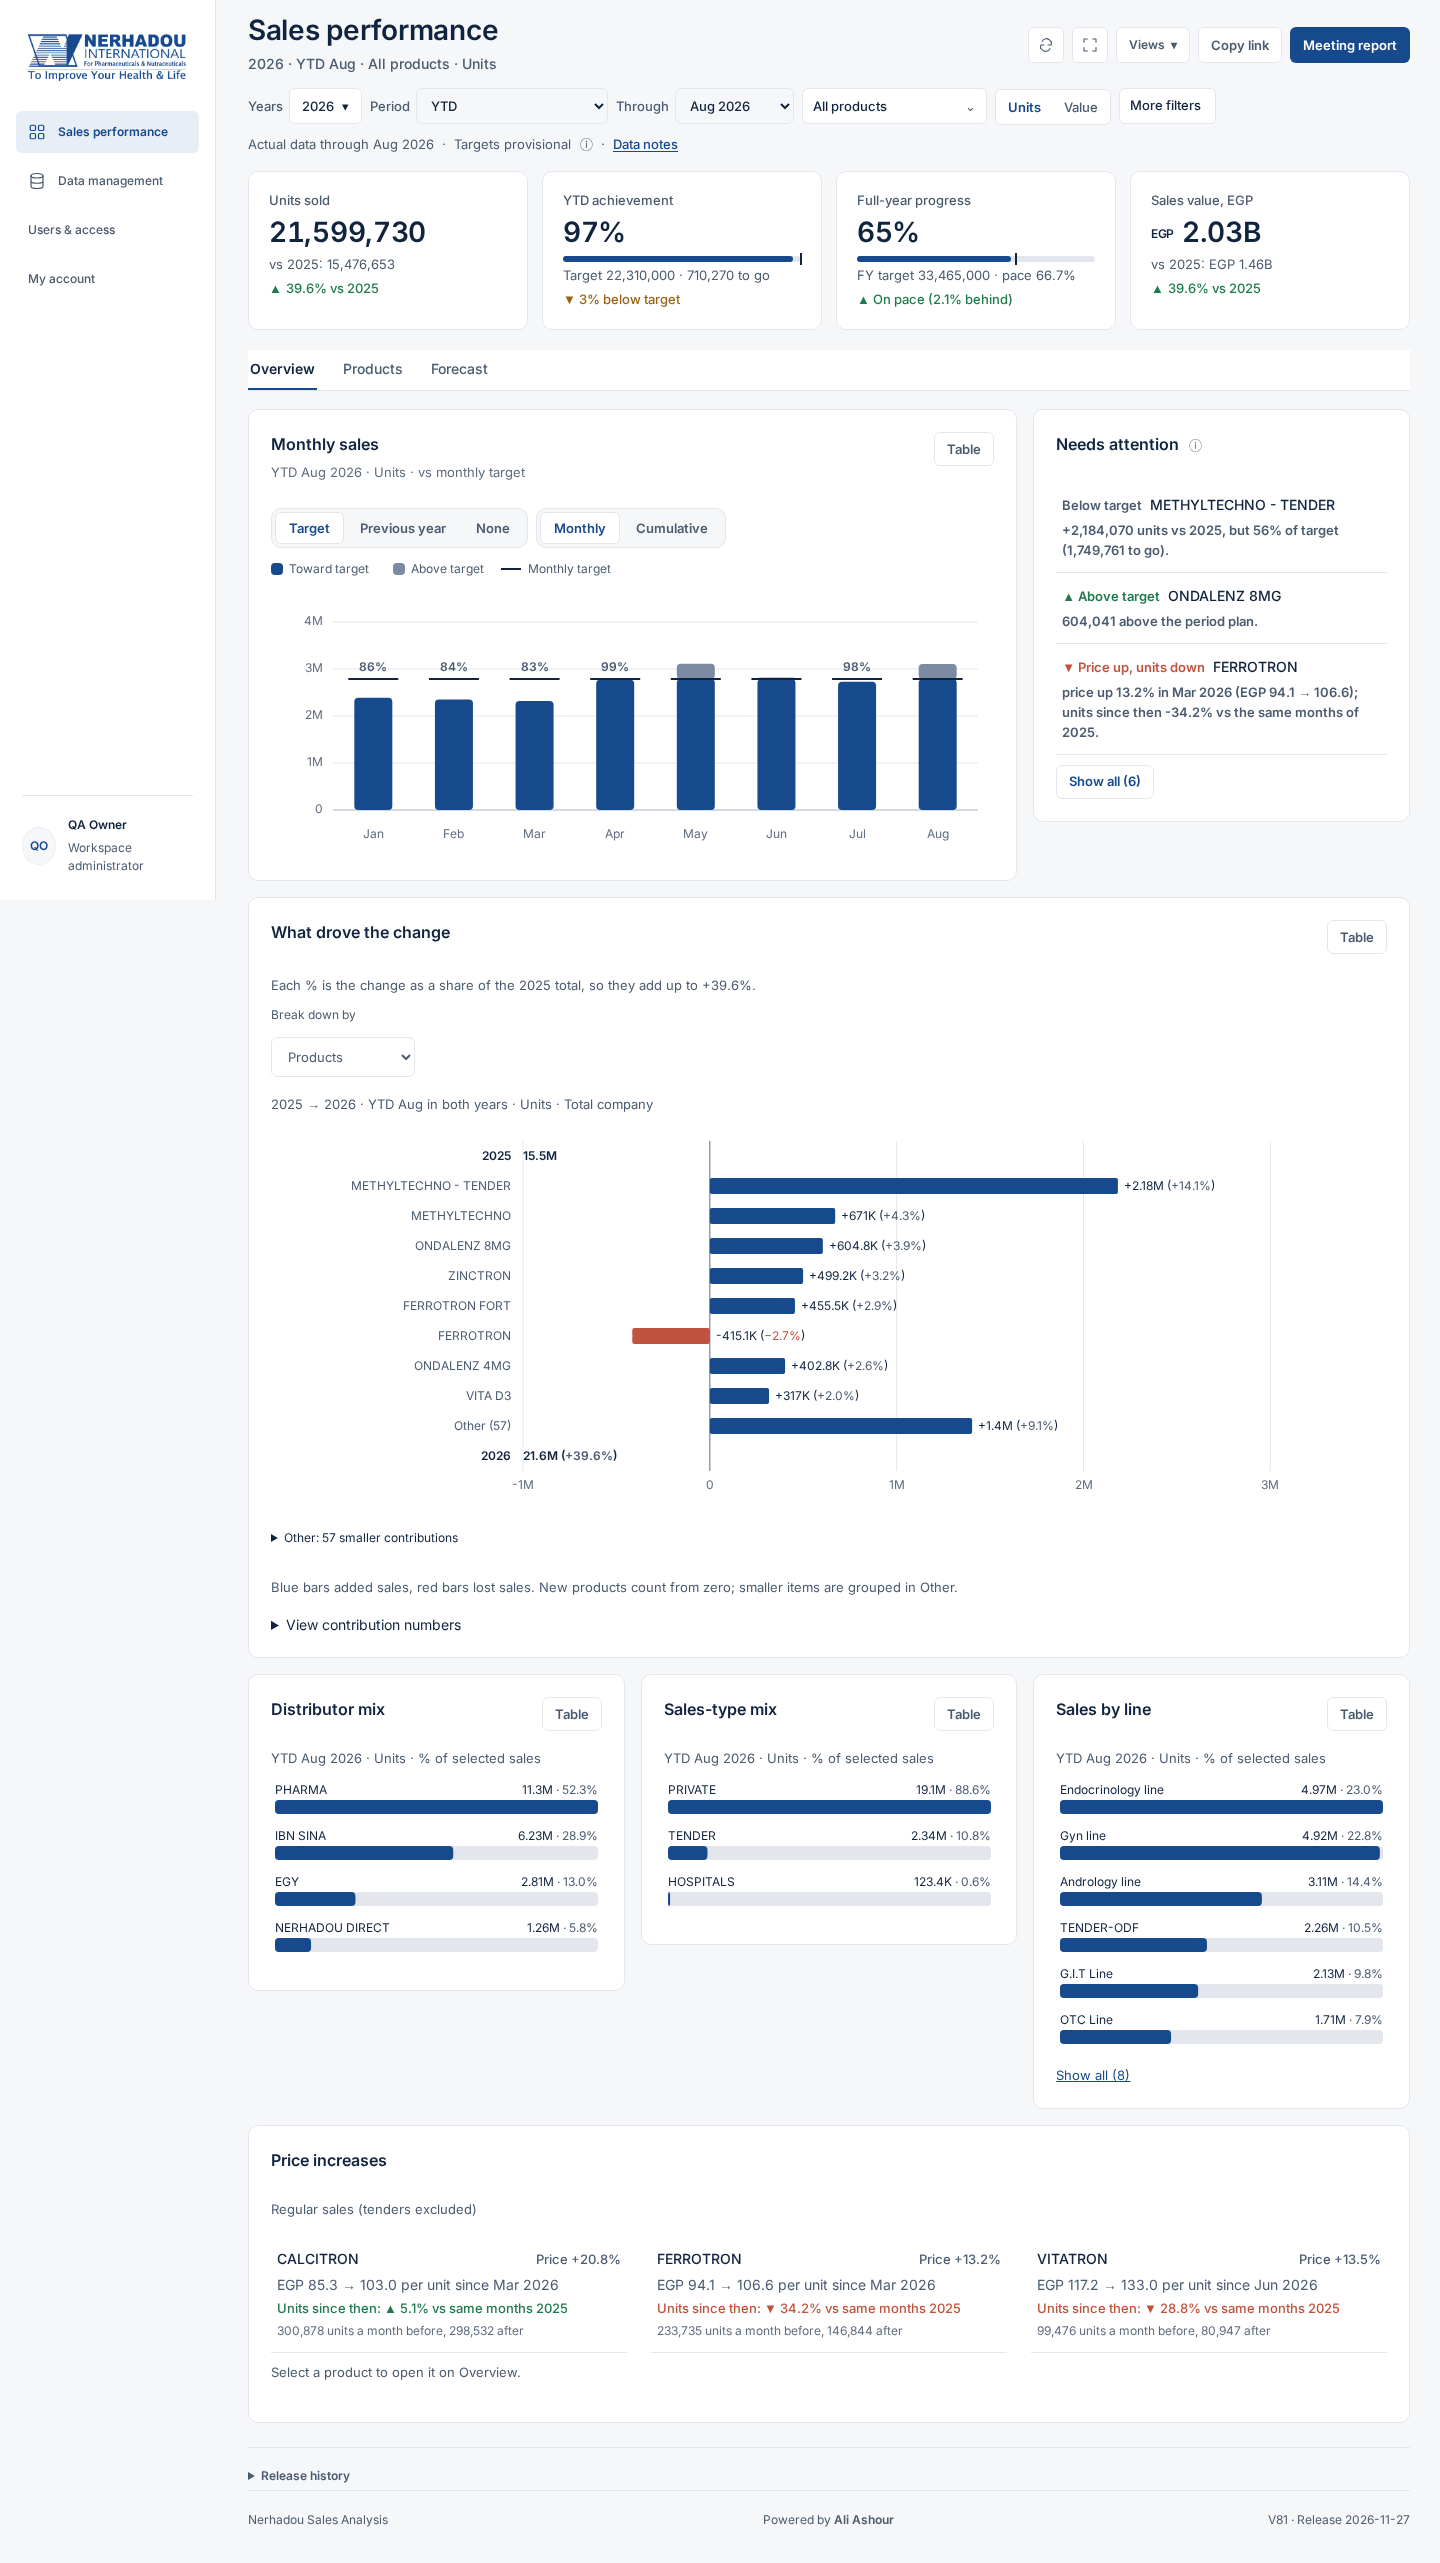 NERHADOU
INTERNATIONAL
For Pharmaceuticals & Nutraceuticals
To Improve Your Health & Life
Sales performance
Data management
Users & access
My account
QO
QA Owner
Workspace
administrator
Sales performance
2026 · YTD Aug · All products · Units
Views ▾
Copy link
Meeting report
Years 2026 ▾ Period YTD Through Aug 2026 All products Units Value More filters
Actual data through Aug 2026 · Targets provisional ⓘ · Data notes
Units sold
21,599,730
vs 2025: 15,476,653
▲ 39.6% vs 2025
YTD achievement
97%
Target 22,310,000 · 710,270 to go
▼ 3% below target
Full-year progress
65%
FY target 33,465,000 · pace 66.7%
▲ On pace (2.1% behind)
Sales value, EGP
EGP 2.03B
vs 2025: EGP 1.46B
▲ 39.6% vs 2025
Overview Products Forecast
Monthly sales
Table
YTD Aug 2026 · Units · vs monthly target
Target Previous year None Monthly Cumulative
Toward target Above target Monthly target
4M
3M
2M
1M
0
86% 84% 83% 99% 98%
Jan Feb Mar Apr May Jun Jul Aug
Needs attention ⓘ
Below target METHYLTECHNO - TENDER
+2,184,070 units vs 2025, but 56% of target
(1,749,761 to go).
▲ Above target ONDALENZ 8MG
604,041 above the period plan.
▼ Price up, units down FERROTRON
price up 13.2% in Mar 2026 (EGP 94.1 → 106.6);
units since then -34.2% vs the same months of
2025.
Show all (6)
What drove the change
Table
Each % is the change as a share of the 2025 total, so they add up to +39.6%.
Break down by
Products
2025 → 2026 · YTD Aug in both years · Units · Total company
2025 15.5M
METHYLTECHNO - TENDER +2.18M (+14.1%)
METHYLTECHNO +671K (+4.3%)
ONDALENZ 8MG +604.8K (+3.9%)
ZINCTRON +499.2K (+3.2%)
FERROTRON FORT +455.5K (+2.9%)
FERROTRON -415.1K (−2.7%)
ONDALENZ 4MG +402.8K (+2.6%)
VITA D3 +317K (+2.0%)
Other (57) +1.4M (+9.1%)
2026 21.6M (+39.6%)
-1M 0 1M 2M 3M
▶ Other: 57 smaller contributions
Blue bars added sales, red bars lost sales. New products count from zero; smaller items are grouped in Other.
▶ View contribution numbers
Distributor mix
Table
YTD Aug 2026 · Units · % of selected sales
PHARMA 11.3M · 52.3%
IBN SINA 6.23M · 28.9%
EGY 2.81M · 13.0%
NERHADOU DIRECT 1.26M · 5.8%
Sales-type mix
Table
YTD Aug 2026 · Units · % of selected sales
PRIVATE 19.1M · 88.6%
TENDER 2.34M · 10.8%
HOSPITALS 123.4K · 0.6%
Sales by line
Table
YTD Aug 2026 · Units · % of selected sales
Endocrinology line 4.97M · 23.0%
Gyn line 4.92M · 22.8%
Andrology line 3.11M · 14.4%
TENDER-ODF 2.26M · 10.5%
G.I.T Line 2.13M · 9.8%
OTC Line 1.71M · 7.9%
Show all (8)
Price increases
Regular sales (tenders excluded)
CALCITRON Price +20.8%
EGP 85.3 → 103.0 per unit since Mar 2026
Units since then: ▲ 5.1% vs same months 2025
300,878 units a month before, 298,532 after
FERROTRON Price +13.2%
EGP 94.1 → 106.6 per unit since Mar 2026
Units since then: ▼ 34.2% vs same months 2025
233,735 units a month before, 146,844 after
VITATRON Price +13.5%
EGP 117.2 → 133.0 per unit since Jun 2026
Units since then: ▼ 28.8% vs same months 2025
99,476 units a month before, 80,947 after
Select a product to open it on Overview.
▶ Release history
Nerhadou Sales Analysis
Powered by Ali Ashour
V81 · Release 2026-11-27